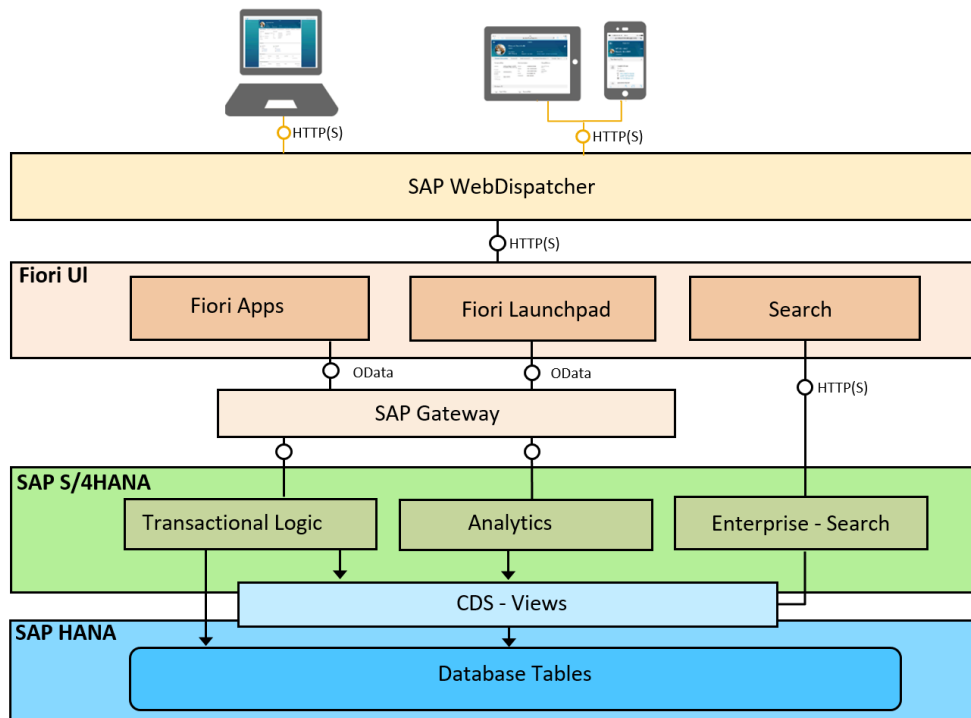 HTTP(S)
HTTP(S)
SAP WebDispatcher
HTTP(S)
Fiori UI
Fiori Apps
Fiori Launchpad
Search
OData
OData
HTTP(S)
SAP Gateway
SAP S/4HANA
Transactional Logic
Analytics
Enterprise - Search
CDS - Views
SAP HANA
Database Tables